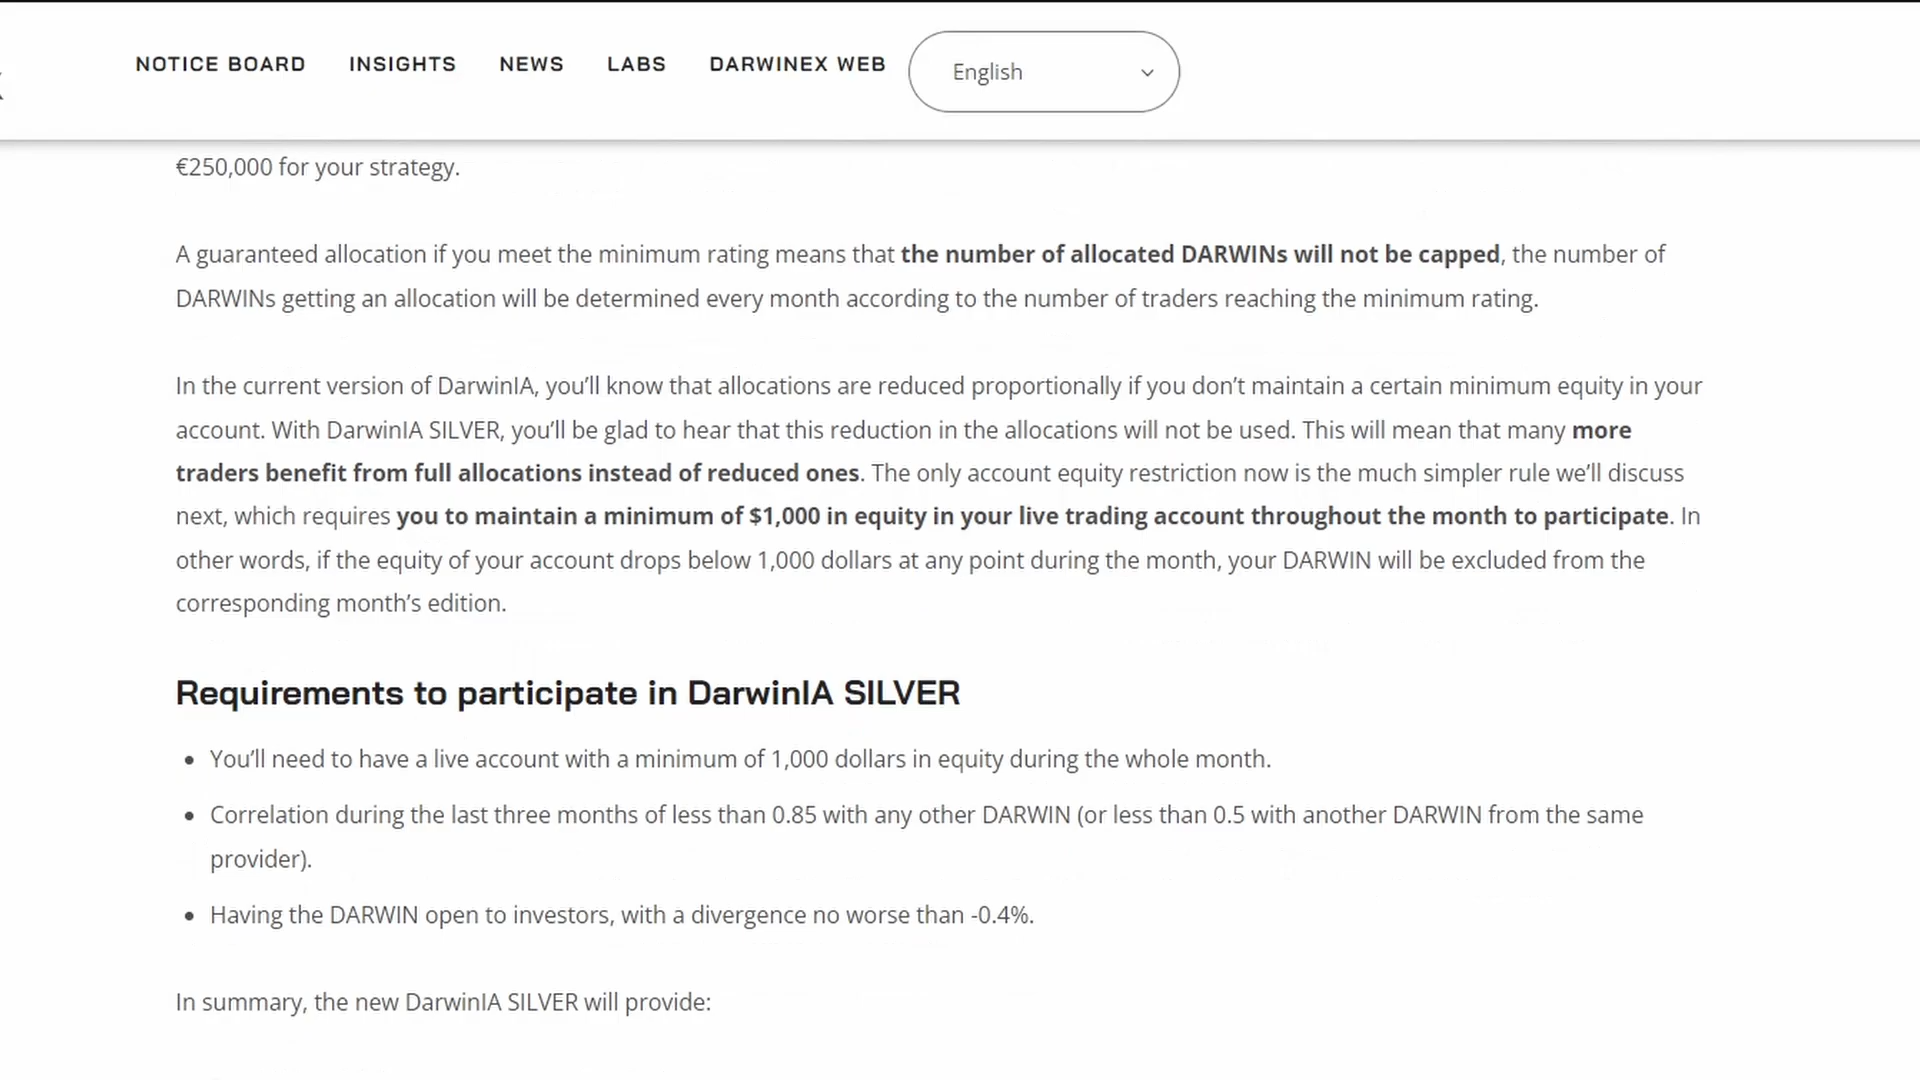 NOTICE BOARD INSIGHTS NEWS LABS DARWINEX WEB English
€250,000 for your strategy.
A guaranteed allocation if you meet the minimum rating means that the number of allocated DARWINs will not be capped, the number of
DARWINs getting an allocation will be determined every month according to the number of traders reaching the minimum rating.
In the current version of DarwinIA, you’ll know that allocations are reduced proportionally if you don’t maintain a certain minimum equity in your
account. With DarwinIA SILVER, you’ll be glad to hear that this reduction in the allocations will not be used. This will mean that many more
traders benefit from full allocations instead of reduced ones. The only account equity restriction now is the much simpler rule we’ll discuss
next, which requires you to maintain a minimum of $1,000 in equity in your live trading account throughout the month to participate. In
other words, if the equity of your account drops below 1,000 dollars at any point during the month, your DARWIN will be excluded from the
corresponding month’s edition.
Requirements to participate in DarwinIA SILVER
• You’ll need to have a live account with a minimum of 1,000 dollars in equity during the whole month.
• Correlation during the last three months of less than 0.85 with any other DARWIN (or less than 0.5 with another DARWIN from the same
provider).
• Having the DARWIN open to investors, with a divergence no worse than -0.4%.
In summary, the new DarwinIA SILVER will provide: